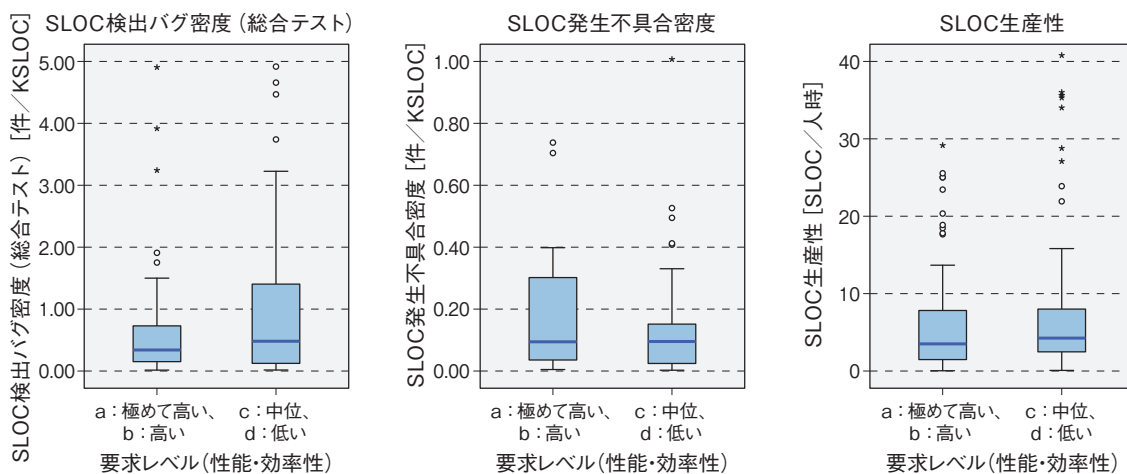 SLOC検出バグ密度（総合テスト）
SLOC検出バグ密度（総合テスト）［件／KSLOC］
5.00
4.00
3.00
2.00
1.00
0.00
a：極めて高い、
b：高い
c：中位、
d：低い
要求レベル（性能・効率性）
SLOC発生不具合密度
SLOC発生不具合密度［件／KSLOC］
1.00
0.80
0.60
0.40
0.20
0.00
a：極めて高い、
b：高い
c：中位、
d：低い
要求レベル（性能・効率性）
SLOC生産性
SLOC生産性［SLOC／人時］
40
30
20
10
0
a：極めて高い、
b：高い
c：中位、
d：低い
要求レベル（性能・効率性）